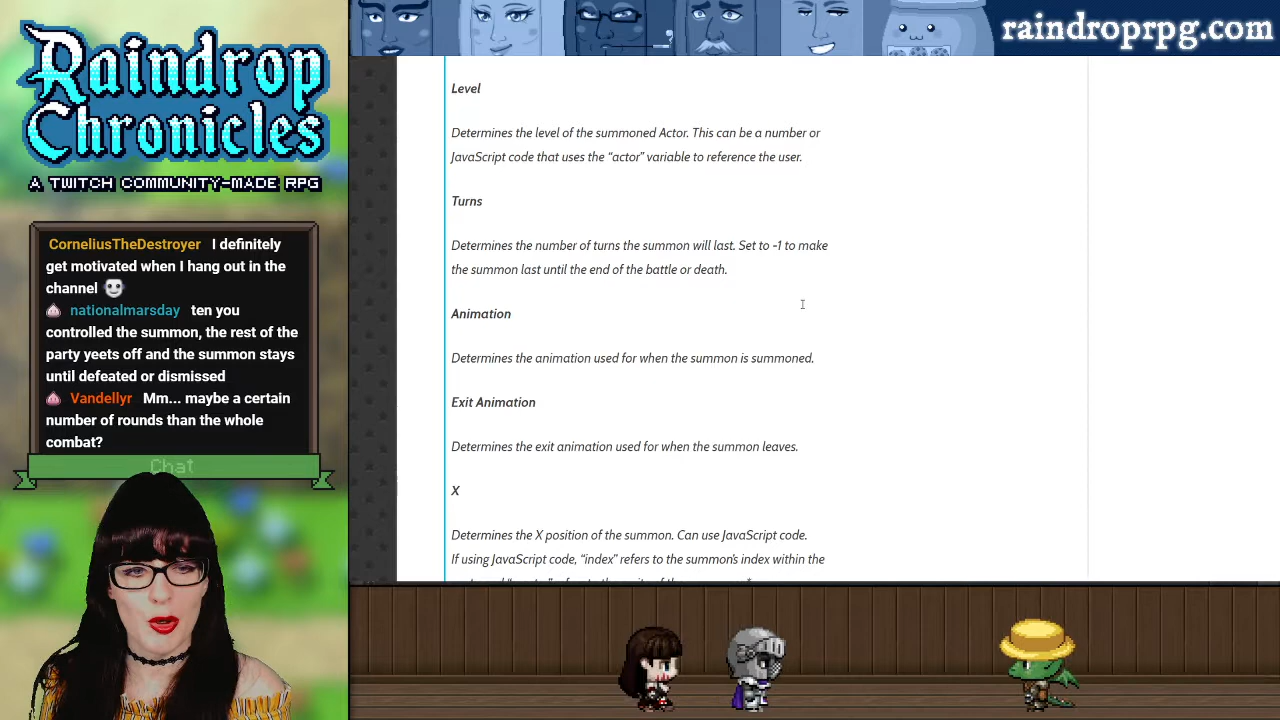 Raindrop
Chronicles
A TWITCH COMMUNITY-MADE RPG
CorneliusTheDestroyer I definitely
get motivated when I hang out in the
channel
nationalmarsday ten you
controlled the summon, the rest of the
party yeets off and the summon stays
until defeated or dismissed
Vandellyr Mm... maybe a certain
number of rounds than the whole
combat?
Chat
raindroprpg.com
Level
Determines the level of the summoned Actor. This can be a number or
JavaScript code that uses the “actor” variable to reference the user.
Turns
Determines the number of turns the summon will last. Set to -1 to make
the summon last until the end of the battle or death.
Animation
Determines the animation used for when the summon is summoned.
Exit Animation
Determines the exit animation used for when the summon leaves.
X
Determines the X position of the summon. Can use JavaScript code.
If using JavaScript code, “index” refers to the summon's index within the